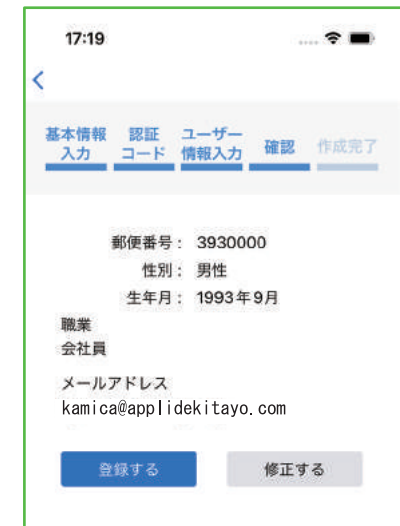 17:19
基本情報 認証 ユーザー
入力 コード 情報入力 確認 作成完了
郵便番号： 3930000
性別： 男性
生年月： 1993年9月
職業
会社員
メールアドレス
kamica@applidekitayo.com
登録する 修正する